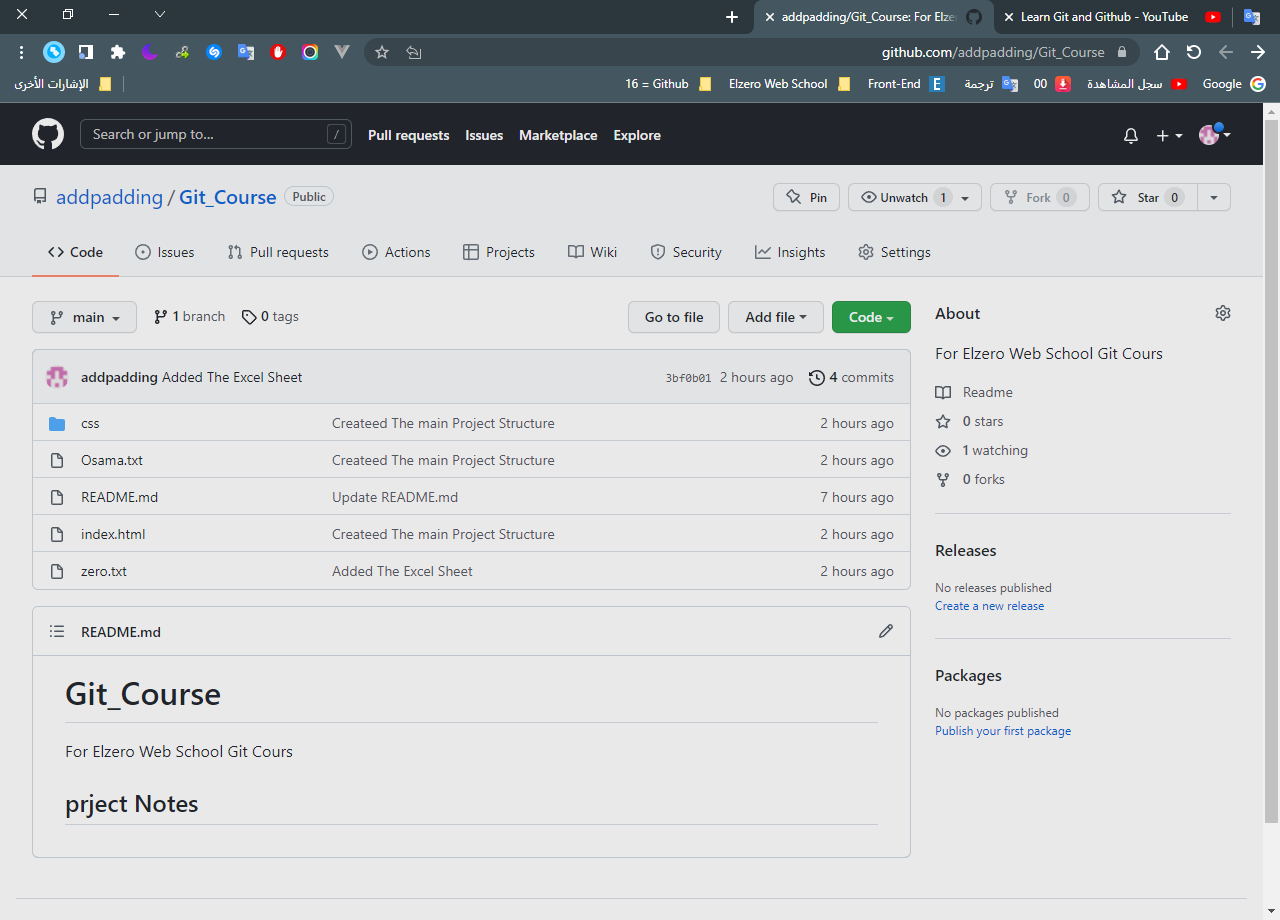 addpadding/Git_Course: For Elze
Learn Git and Github - YouTube
github.com/addpadding/Git_Course
الإشارات الأخرى
16 = Github
Elzero Web School
Front-End
ترجمة
00
سجل المشاهدة
Google
Search or jump to...
/
Pull requests
Issues
Marketplace
Explore
addpadding / Git_Course
Public
Pin
Unwatch 1
Fork 0
Star 0
Code
Issues
Pull requests
Actions
Projects
Wiki
Security
Insights
Settings
main
1 branch
0 tags
Go to file
Add file
Code
addpadding Added The Excel Sheet
3bf0b01 2 hours ago
4 commits
css
Createed The main Project Structure
2 hours ago
Osama.txt
Createed The main Project Structure
2 hours ago
README.md
Update README.md
7 hours ago
index.html
Createed The main Project Structure
2 hours ago
zero.txt
Added The Excel Sheet
2 hours ago
README.md
Git_Course
For Elzero Web School Git Cours
prject Notes
About
For Elzero Web School Git Cours
Readme
0 stars
1 watching
0 forks
Releases
No releases published
Create a new release
Packages
No packages published
Publish your first package